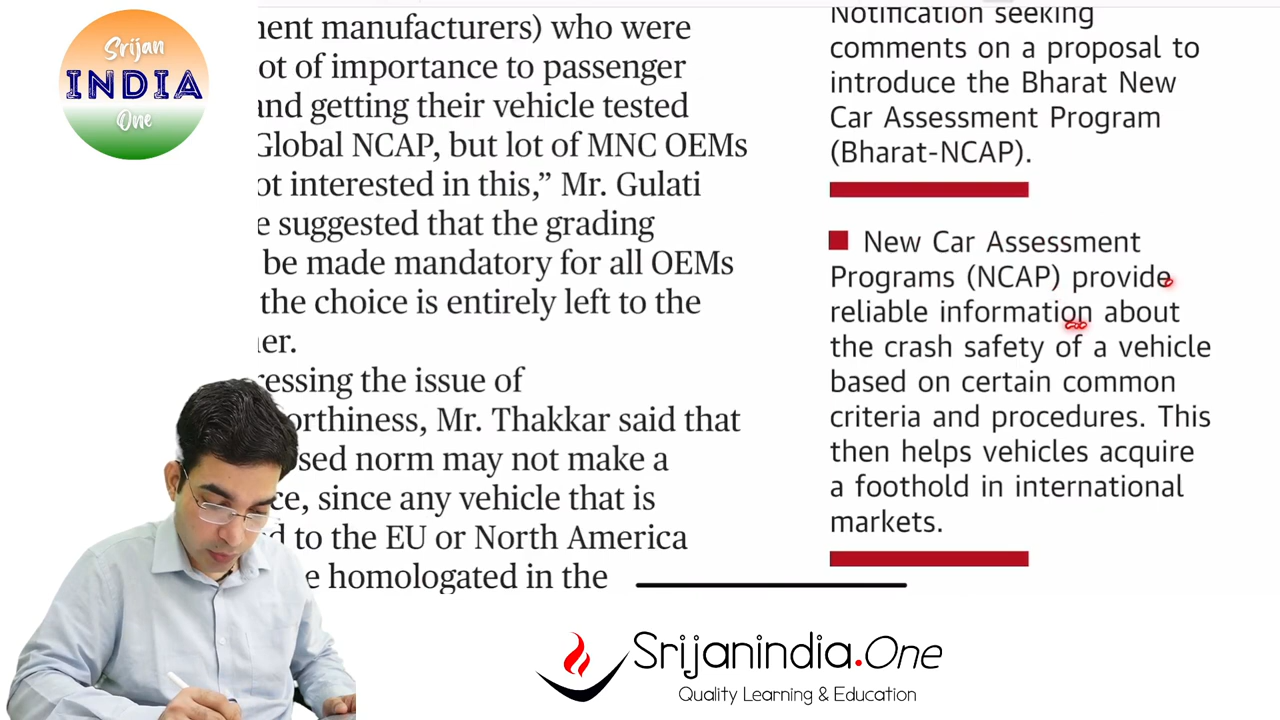 Srijan
INDIA
One
ment manufacturers) who were
ot of importance to passenger
and getting their vehicle tested
Global NCAP, but lot of MNC OEMs
ot interested in this,” Mr. Gulati
e suggested that the grading
be made mandatory for all OEMs
the choice is entirely left to the
er.
ressing the issue of
orthiness, Mr. Thakkar said that
sed norm may not make a
ce, since any vehicle that is
d to the EU or North America
e homologated in the
Notification seeking
comments on a proposal to
introduce the Bharat New
Car Assessment Program
(Bharat-NCAP).
New Car Assessment
Programs (NCAP) provide
reliable information about
the crash safety of a vehicle
based on certain common
criteria and procedures. This
then helps vehicles acquire
a foothold in international
markets.
Srijanindia.One
Quality Learning & Education